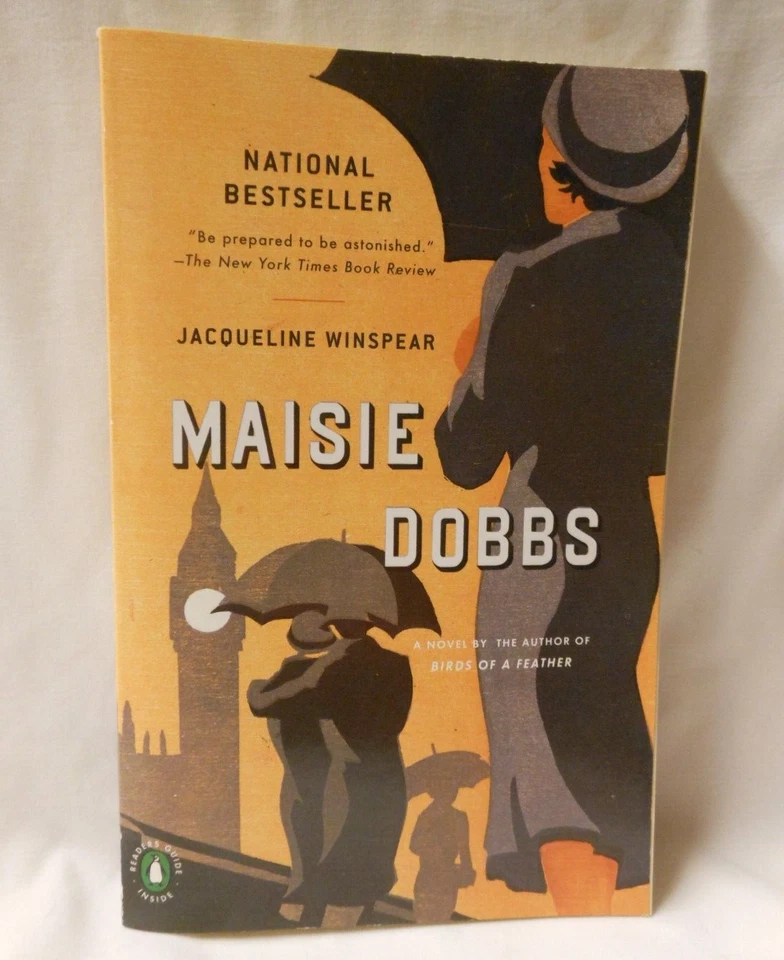 NATIONAL
BESTSELLER
“Be prepared to be astonished.”
—The New York Times Book Review
JACQUELINE WINSPEAR
MAISIE
DOBBS
A NOVEL BY THE AUTHOR OF
BIRDS OF A FEATHER
READERS GUIDE
INSIDE